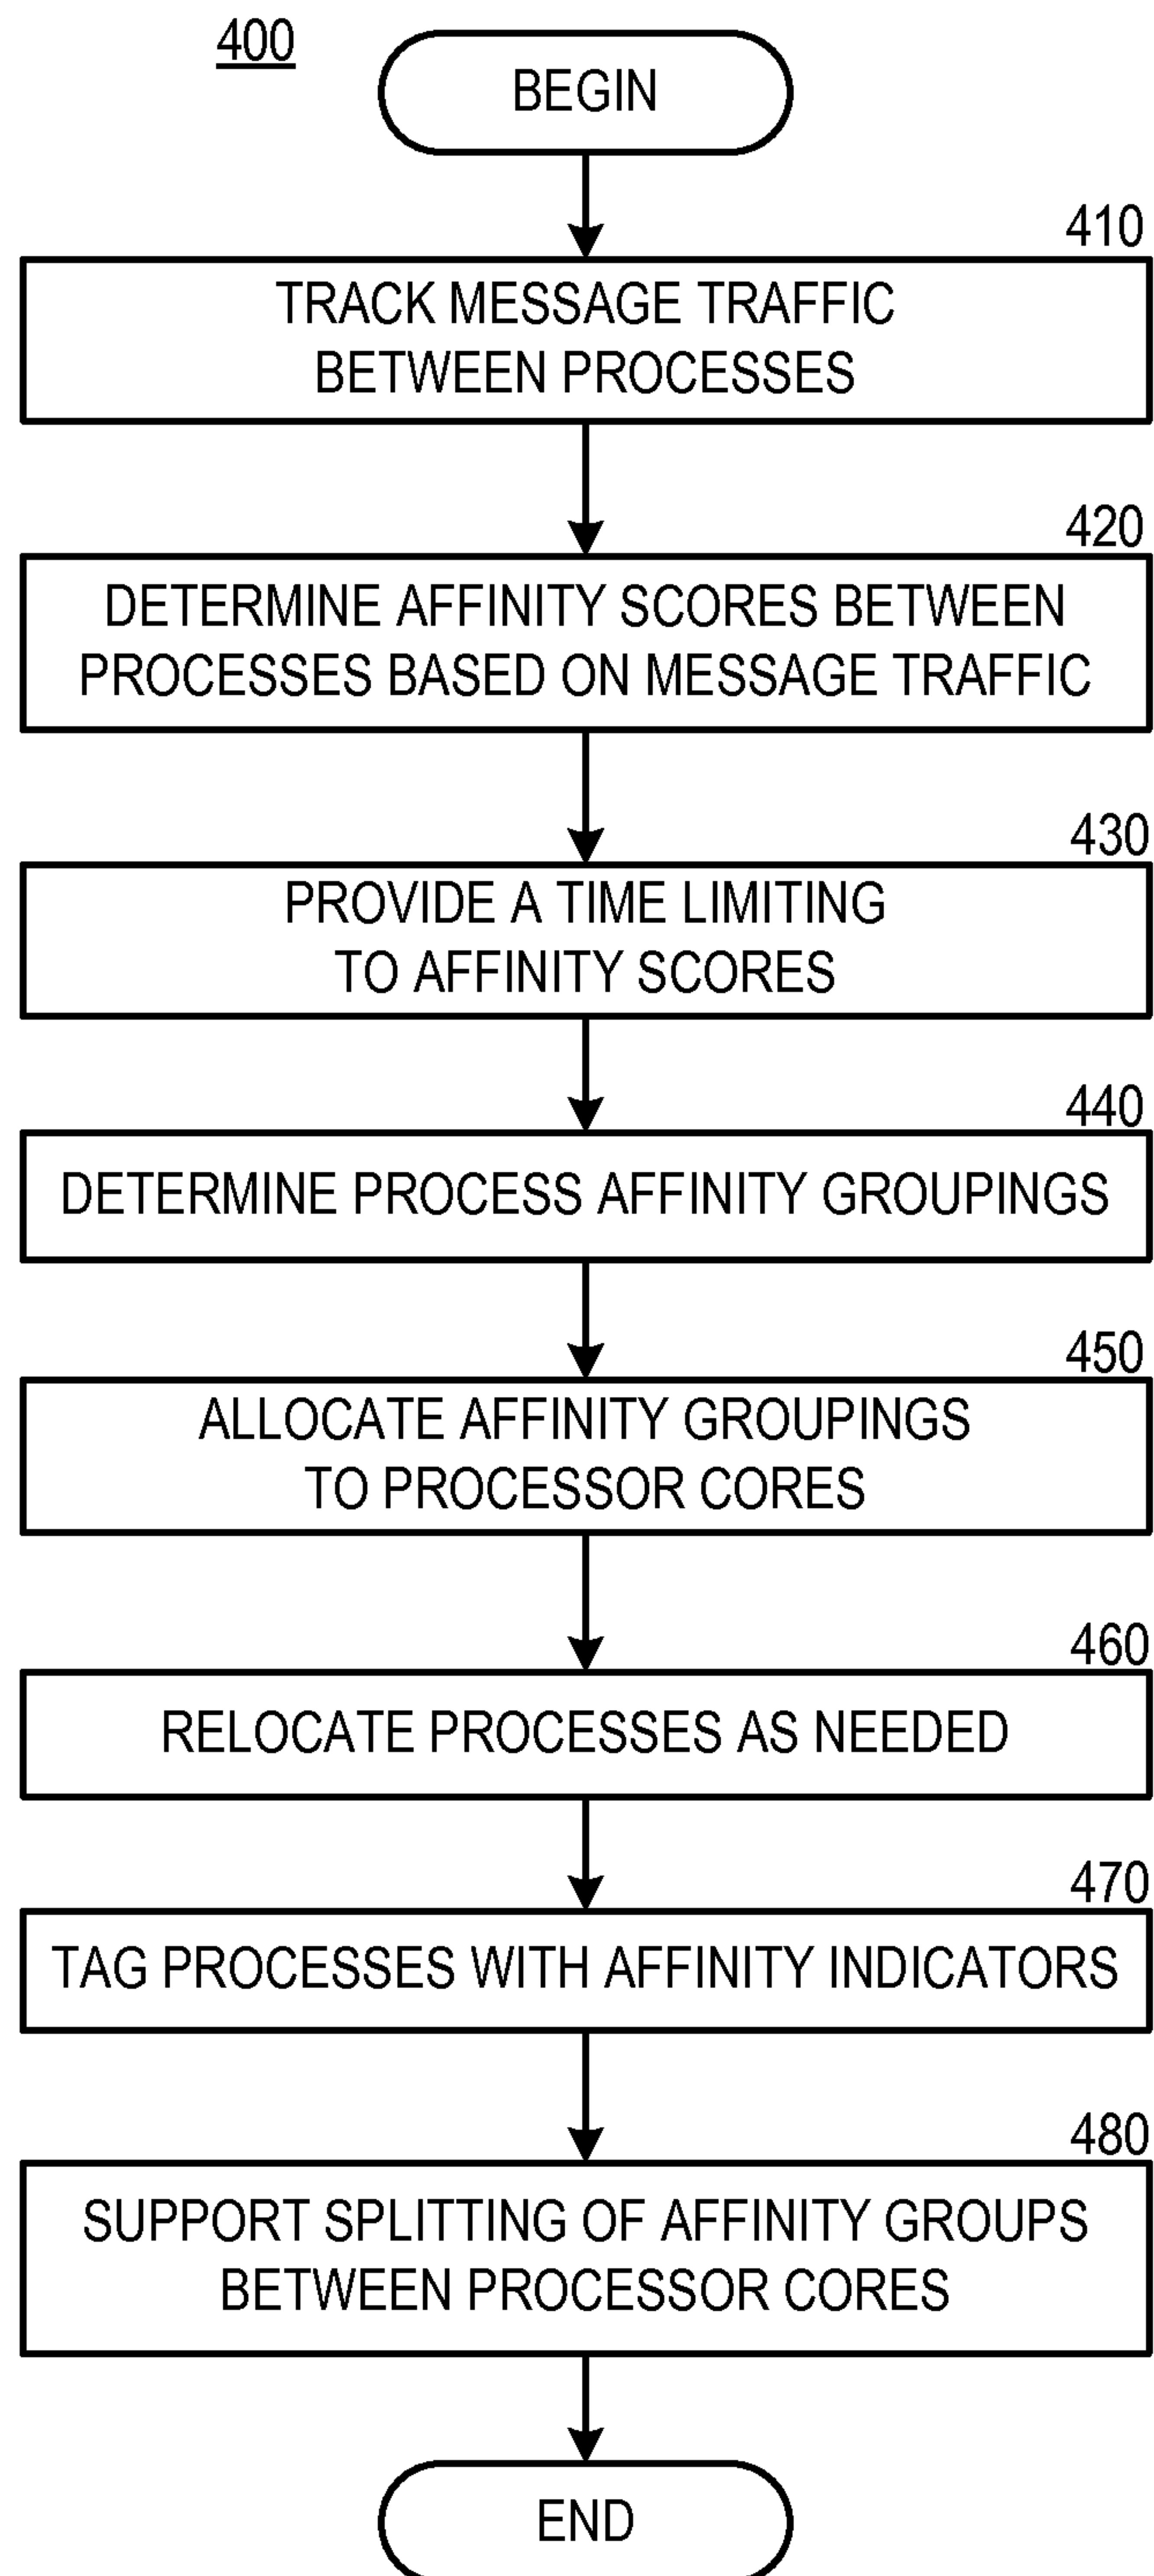 400
BEGIN
410
TRACK MESSAGE TRAFFIC
BETWEEN PROCESSES
420
DETERMINE AFFINITY SCORES BETWEEN
PROCESSES BASED ON MESSAGE TRAFFIC
430
PROVIDE A TIME LIMITING
TO AFFINITY SCORES
440
DETERMINE PROCESS AFFINITY GROUPINGS
450
ALLOCATE AFFINITY GROUPINGS
TO PROCESSOR CORES
460
RELOCATE PROCESSES AS NEEDED
470
TAG PROCESSES WITH AFFINITY INDICATORS
480
SUPPORT SPLITTING OF AFFINITY GROUPS
BETWEEN PROCESSOR CORES
END